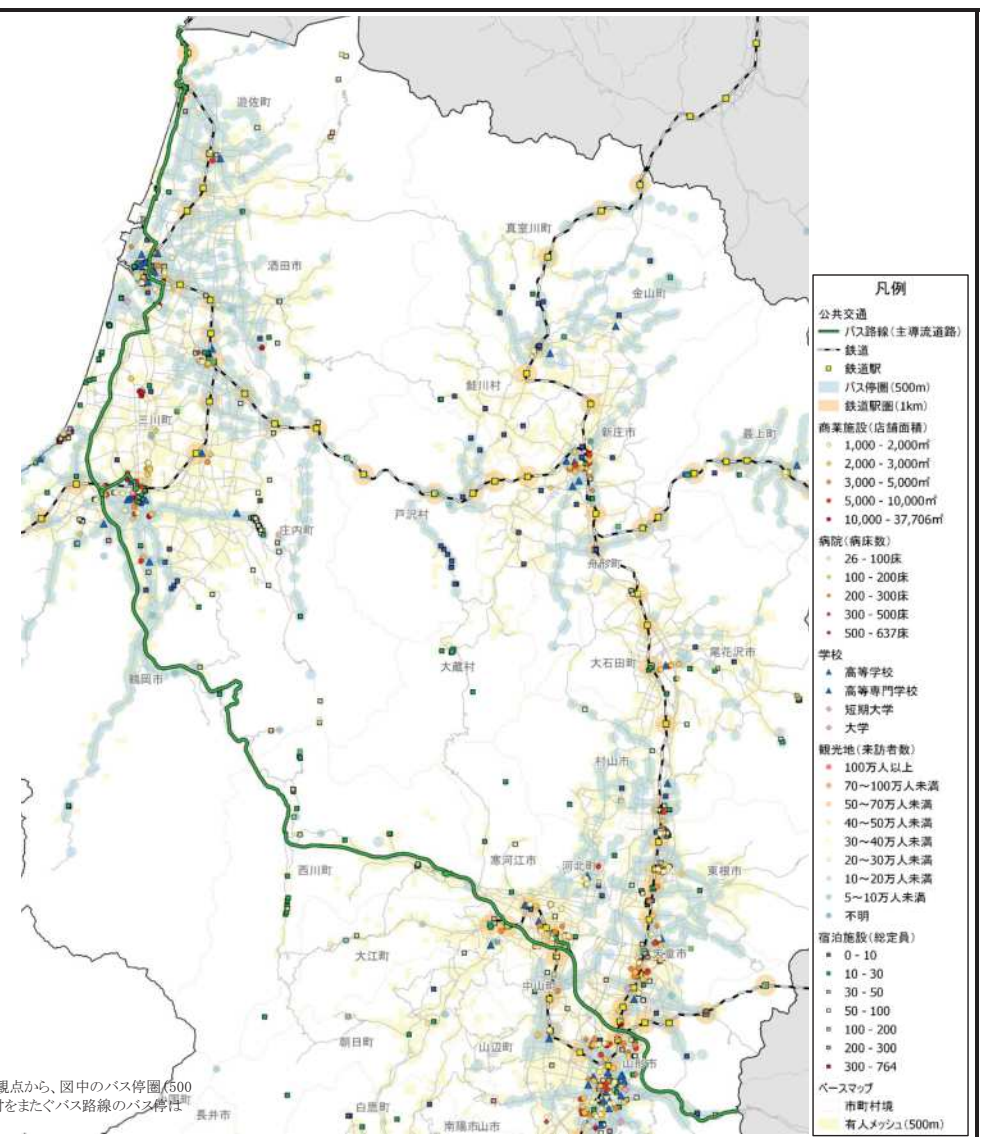 遊佐町
真室川町
酒田市
金山町
鮭川村
三川町
新庄市
最上町
戸沢村
庄内町
舟形町
大蔵村
大石田町
尾花沢市
鶴岡市
村山市
西川町
寒河江市
河北町
東根市
大江町
天童市
中山町
朝日町
山辺町
山形市
観点から、図中のバス停圏(500
村をまたぐバス路線のバス停は
小国町
長井市
白鷹町
南陽市
上山市
凡例
公共交通
バス路線(主導流道路)
鉄道
鉄道駅
バス停圏(500m)
鉄道駅圏(1km)
商業施設(店舗面積)
1,000 - 2,000㎡
2,000 - 3,000㎡
3,000 - 5,000㎡
5,000 - 10,000㎡
10,000 - 37,706㎡
病院(病床数)
26 - 100床
100 - 200床
200 - 300床
300 - 500床
500 - 637床
学校
高等学校
高等専門学校
短期大学
大学
観光地(来訪者数)
100万人以上
70～100万人未満
50～70万人未満
40～50万人未満
30～40万人未満
20～30万人未満
10～20万人未満
5～10万人未満
不明
宿泊施設(総定員)
0 - 10
10 - 30
30 - 50
50 - 100
100 - 200
200 - 300
300 - 764
ベースマップ
市町村境
有人メッシュ(500m)